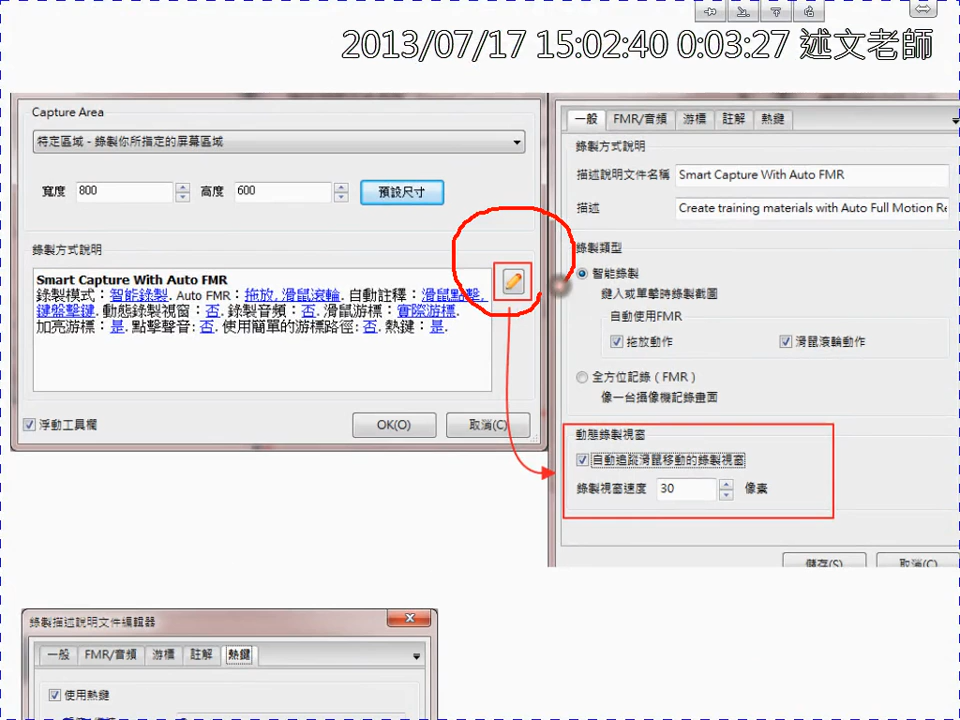 2013/07/17 15:02:40 0:03:27 述文老師
Capture Area
特定區域 - 錄製你所指定的屏幕區域
寬度 800 高度 600 預設尺寸
錄製方式說明
Smart Capture With Auto FMR
錄製模式：智能錄製. Auto FMR：拖放,滑鼠滾輪. 自動註釋：滑鼠點擊,
鍵盤擊鍵. 動態錄製視窗：否. 錄製音頻：否. 滑鼠游標：實際游標.
加亮游標：是. 點擊聲音: 否. 使用簡單的游標路徑: 否. 熱鍵：是.
浮動工具欄 OK(O) 取消(C)
一般 FMR/音頻 游標 註解 熱鍵
錄製方式說明
描述說明文件名稱 Smart Capture With Auto FMR
描述 Create training materials with Auto Full Motion Re
錄製類型
智能錄製
鍵入或單擊時錄製截圖
自動使用FMR
拖放動作 滑鼠滾輪動作
全方位記錄 ( FMR )
像一台攝像機記錄畫面
動態錄製視窗
自動追蹤滑鼠移動的錄製視窗
錄製視窗速度 30 像素
儲存(S) 取消(C)
錄製描述說明文件編輯器
一般 FMR/音頻 游標 註解 熱鍵
使用熱鍵